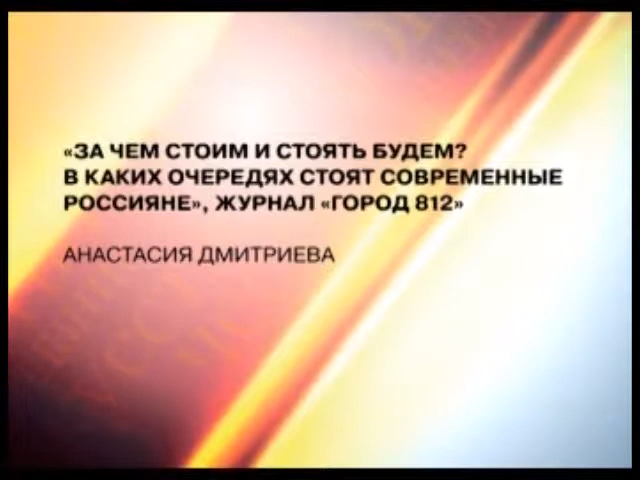 «ЗА ЧЕМ СТОИМ И СТОЯТЬ БУДЕМ?
В КАКИХ ОЧЕРЕДЯХ СТОЯТ СОВРЕМЕННЫЕ
РОССИЯНЕ», ЖУРНАЛ «ГОРОД 812»
АНАСТАСИЯ ДМИТРИЕВА